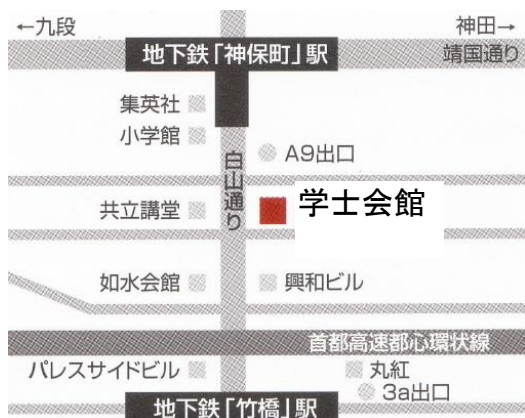 ←九段
神田→
地下鉄「神保町」駅
靖国通り
集英社
小学館
A9出口
白山通り
共立講堂
学士会館
如水会館
興和ビル
首都高速都心環状線
パレスサイドビル
丸紅
3a出口
地下鉄「竹橋」駅